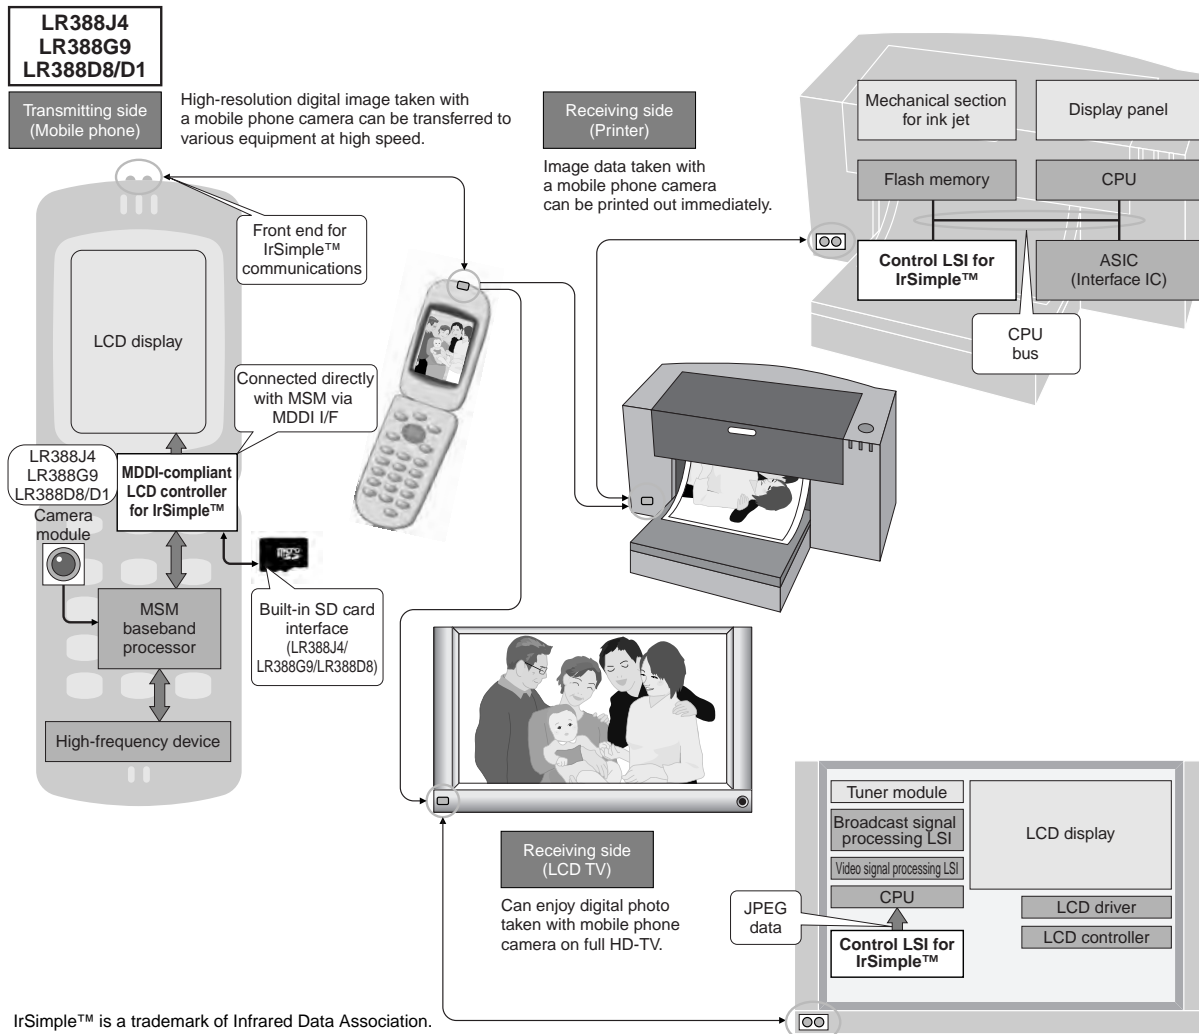 LR388J4
LR388G9
LR388D8/D1
Transmitting side
(Mobile phone)
High-resolution digital image taken with
a mobile phone camera can be transferred to
various equipment at high speed.
Front end for
IrSimple™
communications
LCD display
Connected directly
with MSM via
MDDI I/F
LR388J4
LR388G9
LR388D8/D1
MDDI-compliant
LCD controller
for IrSimple™
Camera
module
MSM
baseband
processor
micro
SD
Built-in SD card
interface
(LR388J4/
LR388G9/LR388D8)
High-frequency device
Receiving side
(Printer)
Image data taken with
a mobile phone camera
can be printed out immediately.
Mechanical section
for ink jet
Display panel
Flash memory
CPU
Control LSI for
IrSimple™
ASIC
(Interface IC)
CPU
bus
Receiving side
(LCD TV)
Can enjoy digital photo
taken with mobile phone
camera on full HD-TV.
Tuner module
Broadcast signal
processing LSI
Video signal processing LSI
CPU
JPEG
data
Control LSI for
IrSimple™
LCD display
LCD driver
LCD controller
IrSimple™ is a trademark of Infrared Data Association.